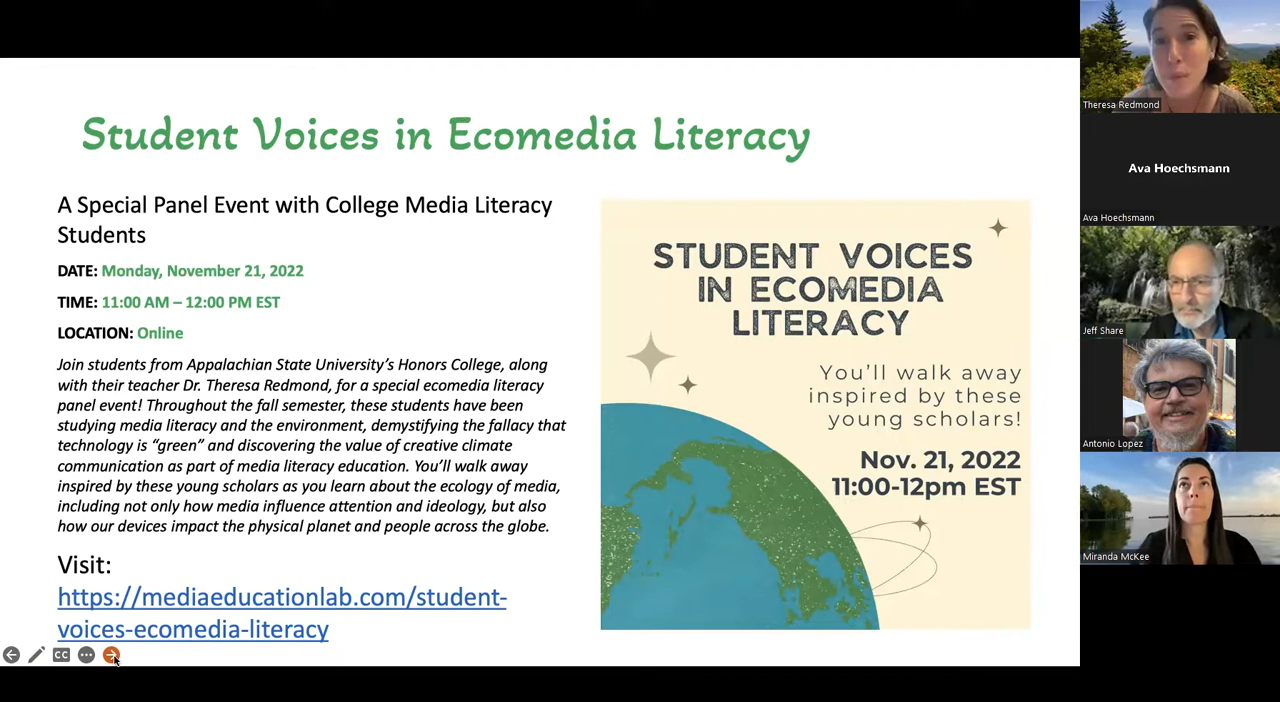 Student Voices in Ecomedia Literacy
A Special Panel Event with College Media Literacy
Students
DATE: Monday, November 21, 2022
TIME: 11:00 AM – 12:00 PM EST
LOCATION: Online
Join students from Appalachian State University’s Honors College, along
with their teacher Dr. Theresa Redmond, for a special ecomedia literacy
panel event! Throughout the fall semester, these students have been
studying media literacy and the environment, demystifying the fallacy that
technology is “green” and discovering the value of creative climate
communication as part of media literacy education. You’ll walk away
inspired by these young scholars as you learn about the ecology of media,
including not only how media influence attention and ideology, but also
how our devices impact the physical planet and people across the globe.
Visit:
https://mediaeducationlab.com/student-
voices-ecomedia-literacy
CC
STUDENT VOICES
IN ECOMEDIA
LITERACY
You’ll walk away
inspired by these
young scholars!
Nov. 21, 2022
11:00-12pm EST
Theresa Redmond
Ava Hoechsmann
Ava Hoechsmann
Jeff Share
Antonio Lopez
Miranda McKee